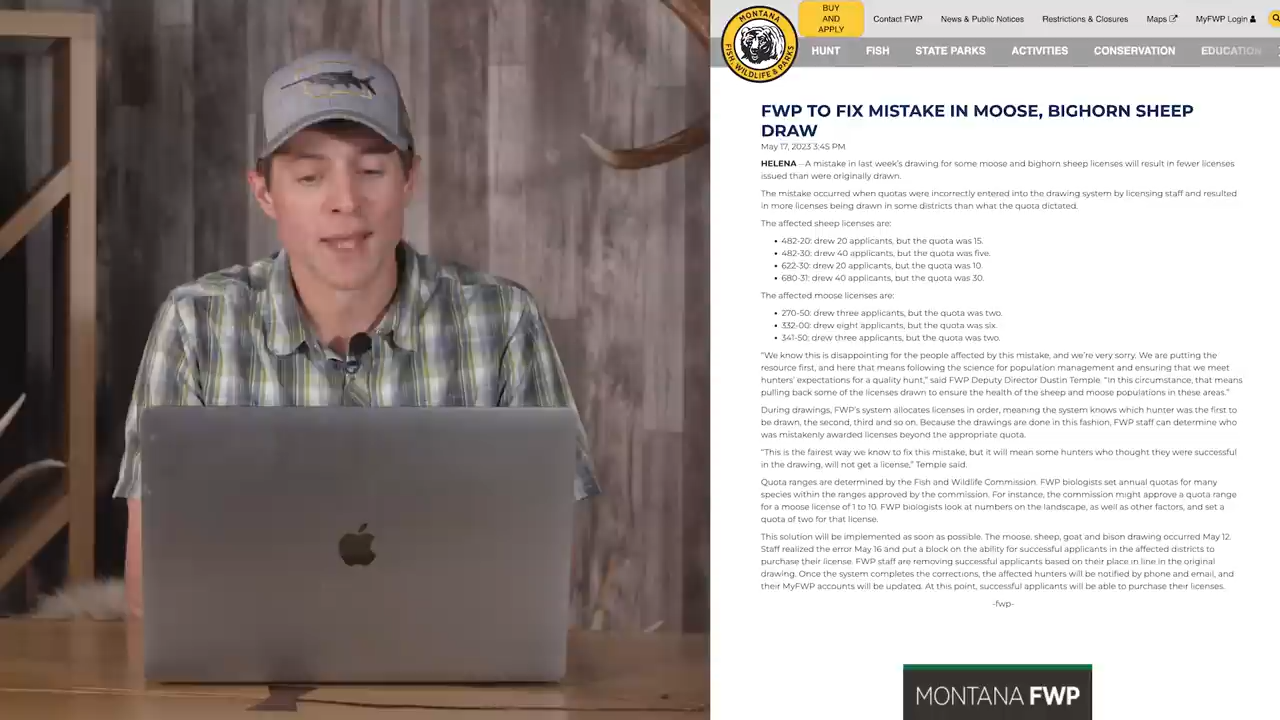 MONTANA
FISH, WILDLIFE & PARKS
BUY
AND
APPLY
Contact FWP
News & Public Notices
Restrictions & Closures
Maps
MyFWP Login
HUNT
FISH
STATE PARKS
ACTIVITIES
CONSERVATION
EDUCATION
FWP TO FIX MISTAKE IN MOOSE, BIGHORN SHEEP
DRAW
May 17, 2023 3:45 PM
HELENA – A mistake in last week's drawing for some moose and bighorn sheep licenses will result in fewer licenses
issued than were originally drawn.
The mistake occurred when quotas were incorrectly entered into the drawing system by licensing staff and resulted
in more licenses being drawn in some districts than what the quota dictated.
The affected sheep licenses are:
• 482-20: drew 20 applicants, but the quota was 15.
• 482-30: drew 40 applicants, but the quota was five.
• 622-30: drew 20 applicants, but the quota was 10
• 680-31: drew 40 applicants, but the quota was 30.
The affected moose licenses are:
• 270-50: drew three applicants, but the quota was two.
• 332-00: drew eight applicants, but the quota was six.
• 341-50: drew three applicants, but the quota was two.
“We know this is disappointing for the people affected by this mistake, and we're very sorry. We are putting the
resource first, and here that means following the science for population management and ensuring that we meet
hunters' expectations for a quality hunt,” said FWP Deputy Director Dustin Temple. “In this circumstance, that means
pulling back some of the licenses drawn to ensure the health of the sheep and moose populations in these areas.”
During drawings, FWP's system allocates licenses in order, meaning the system knows which hunter was the first to
be drawn, the second, third and so on. Because the drawings are done in this fashion, FWP staff can determine who
was mistakenly awarded licenses beyond the appropriate quota.
“This is the fairest way we know to fix this mistake, but it will mean some hunters who thought they were successful
in the drawing, will not get a license,” Temple said.
Quota ranges are determined by the Fish and Wildlife Commission. FWP biologists set annual quotas for many
species within the ranges approved by the commission. For instance, the commission might approve a quota range
for a moose license of 1 to 10. FWP biologists look at numbers on the landscape, as well as other factors, and set a
quota of two for that license.
This solution will be implemented as soon as possible. The moose, sheep, goat and bison drawing occurred May 12.
Staff realized the error May 16 and put a block on the ability for successful applicants in the affected districts to
purchase their license. FWP staff are removing successful applicants based on their place in line in the original
drawing. Once the system completes the corrections, the affected hunters will be notified by phone and email, and
their MyFWP accounts will be updated. At this point, successful applicants will be able to purchase their licenses.
-fwp-
MONTANA FWP